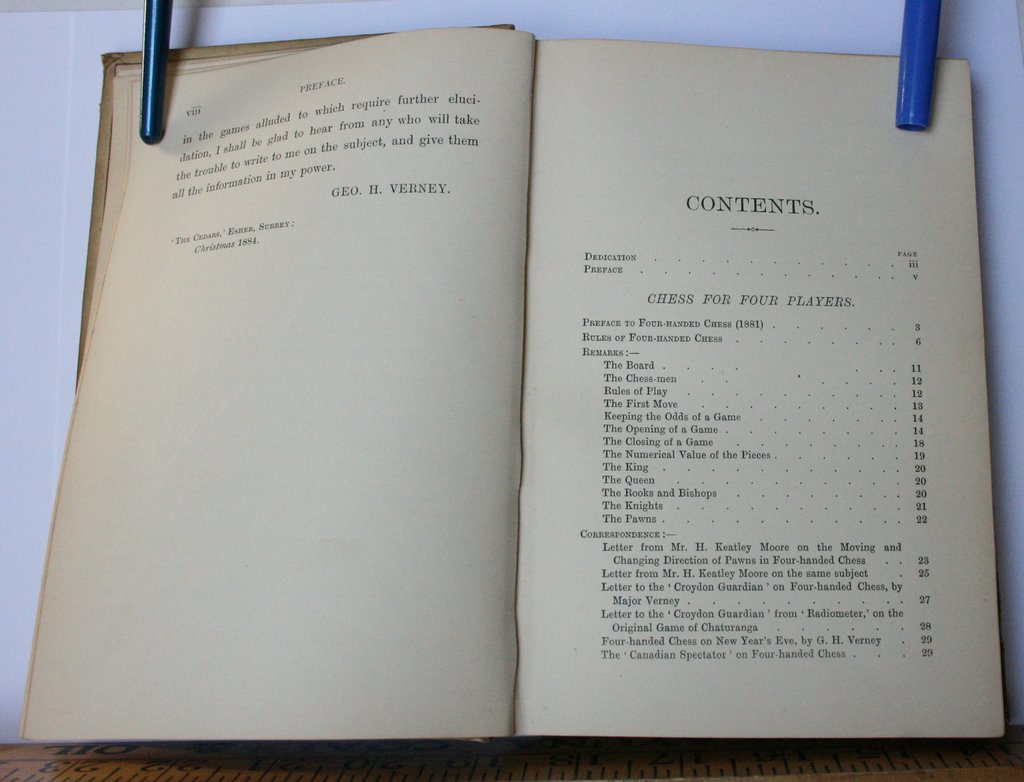 viii
PREFACE.
in the games alluded to which require further eluci-
dation, I shall be glad to hear from any who will take
the trouble to write to me on the subject, and give them
all the information in my power.
GEO. H. VERNEY.
'THE CEDARS,' ESHER, SURREY:
Christmas 1884.
CONTENTS.
PAGE
DEDICATION . . . . . . . . . . iii
PREFACE . . . . . . . . . . . v
CHESS FOR FOUR PLAYERS.
PREFACE TO FOUR-HANDED CHESS (1881) . . . . . . 3
RULES OF FOUR-HANDED CHESS . . . . . . . 6
REMARKS:—
The Board . . . . . . . 11
The Chess-men . . . . . . . . . 12
Rules of Play . . . . . . . . . 12
The First Move . . . . . . . . 13
Keeping the Odds of a Game . . . . . . 14
The Opening of a Game . . . . . . . 14
The Closing of a Game . . . . . . . 18
The Numerical Value of the Pieces . . . . . 19
The King . . . . . . . . . 20
The Queen . . . . . . . . . 20
The Rooks and Bishops . . . . . . . 20
The Knights . . . . . . . . . 21
The Pawns . . . . . . . . . . 22
CORRESPONDENCE:—
Letter from Mr. H. Keatley Moore on the Moving and
Changing Direction of Pawns in Four-handed Chess . . 23
Letter from Mr. H. Keatley Moore on the same subject . 25
Letter to the 'Croydon Guardian' on Four-handed Chess, by
Major Verney . . . . . . . . . . 27
Letter to the 'Croydon Guardian' from 'Radiometer,' on the
Original Game of Chaturanga . . . . . . 28
Four-handed Chess on New Year's Eve, by G. H. Verney . 29
The 'Canadian Spectator' on Four-handed Chess . . . 29